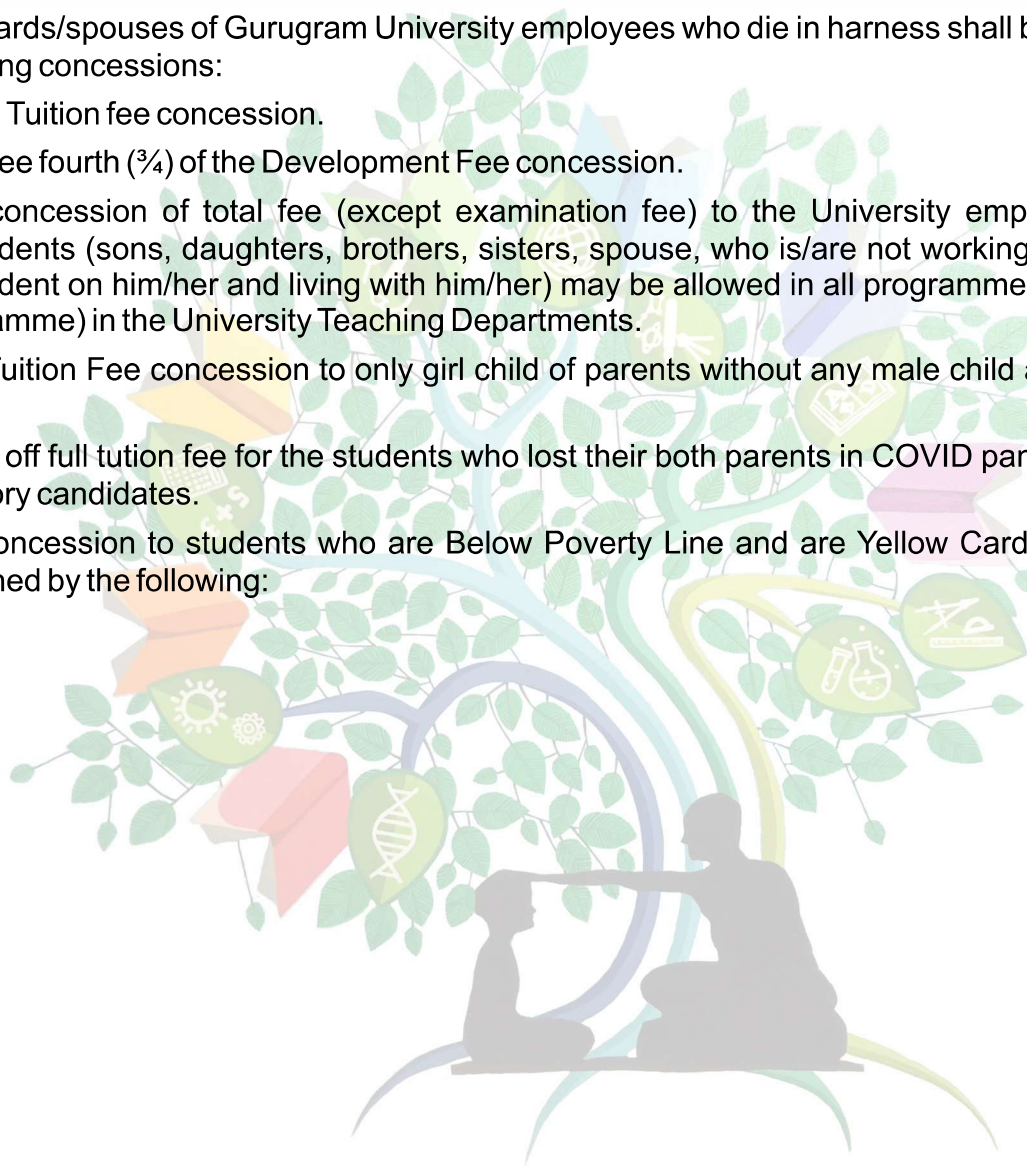 ards/spouses of Gurugram University employees who die in harness shall b
ng concessions:
Tuition fee concession.
ee fourth (¾) of the Development Fee concession.
concession of total fee (except examination fee) to the University emp
dents (sons, daughters, brothers, sisters, spouse, who is/are not working
dent on him/her and living with him/her) may be allowed in all programme
amme) in the University Teaching Departments.
Tuition Fee concession to only girl child of parents without any male child a
off full tution fee for the students who lost their both parents in COVID pan
ory candidates.
oncession to students who are Below Poverty Line and are Yellow Card
ned by the following: